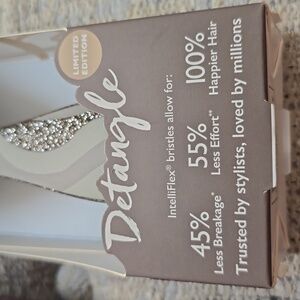 LIMITED
EDITION
Detangle
IntelliFlex® bristles allow for:
45%
Less Breakage*
55%
Less Effort**
100%
Happier Hair
Trusted by stylists, loved by millions